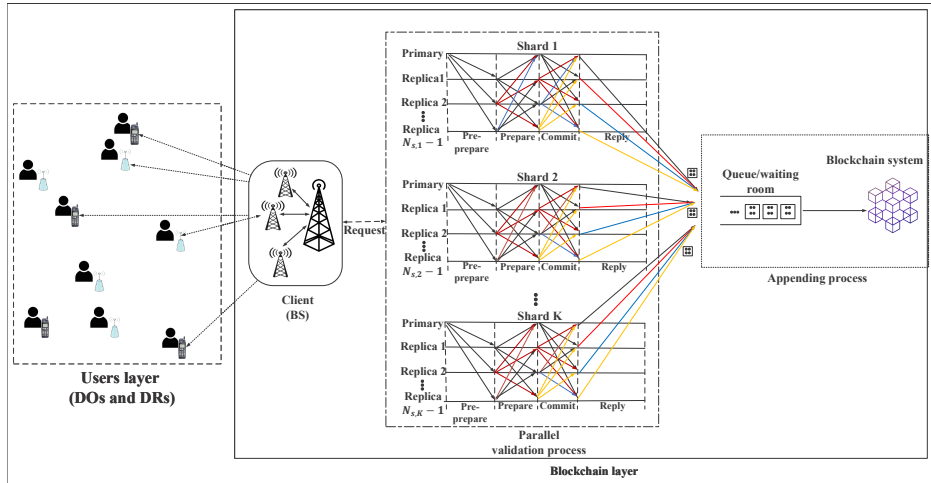 Shard 1
Primary
Replica1
Replica 2
Replica
N_{s,1} − 1
Pre-
prepare
Prepare
Commit
Reply
Shard 2
Primary
Replica 1
Replica 2
Replica
N_{s,2} − 1
Pre-
prepare
Prepare
Commit
Reply
Shard K
Primary
Replica 1
Replica 2
Replica
N_{s,K} − 1
Pre-
prepare
Prepare
Commit
Reply
Request
Client
(BS)
Users layer
(DOs and DRs)
Queue/waiting
room
Blockchain system
Appending process
Parallel
validation process
Blockchain layer